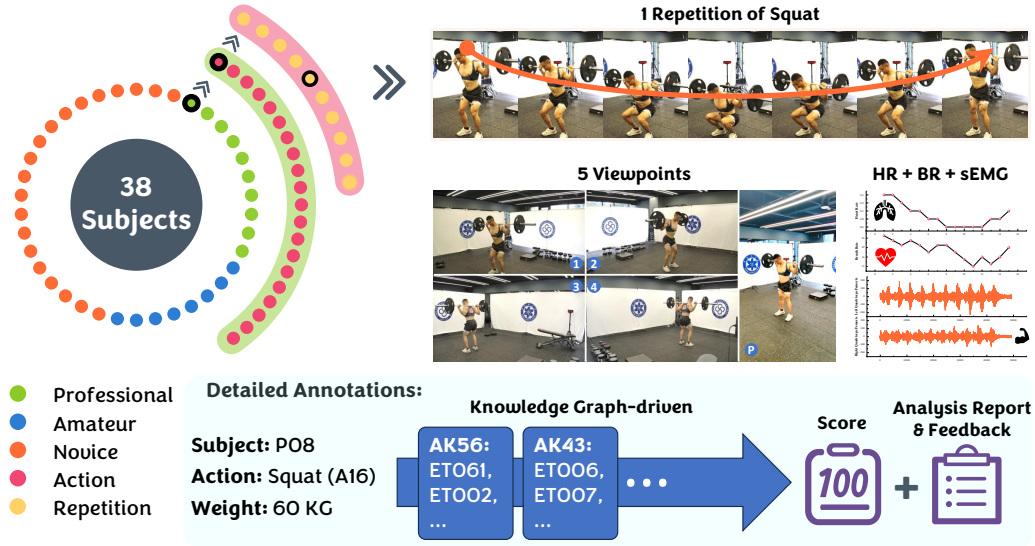 1 Repetition of Squat
38
Subjects
5 Viewpoints
HR + BR + sEMG
1
2
3
4
P
Professional
Amateur
Novice
Action
Repetition
Detailed Annotations:
Subject: P08
Action: Squat (A16)
Weight: 60 KG
Knowledge Graph-driven
AK56:
ET061,
ET002,
...
AK43:
ET006,
ET007,
...
Score
100
+
Analysis Report
& Feedback